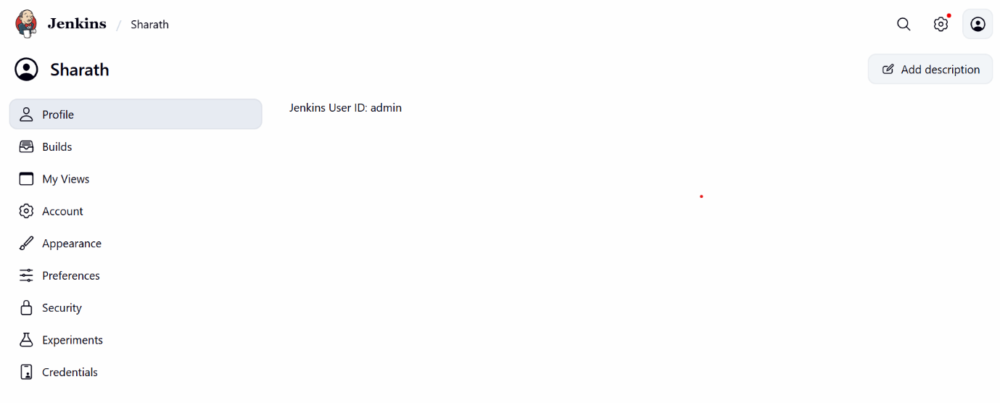 Jenkins / Sharath
Sharath
Add description
Profile
Jenkins User ID: admin
Builds
My Views
Account
Appearance
Preferences
Security
Experiments
Credentials